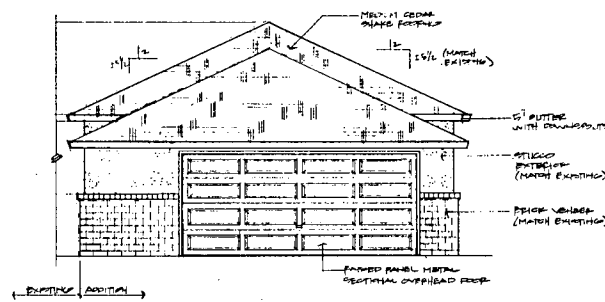 MED. M CEDAR
SHAKE ROOFING
12
12
(MATCH
EXISTING)
5" GUTTER
WITH DOWNSPOUTS
STUCCO
EXTERIOR
(MATCH EXISTING)
BRICK VENEER
(MATCH EXISTING)
RAISED PANEL METAL
SECTIONAL OVERHEAD DOOR
EXISTING
ADDITION